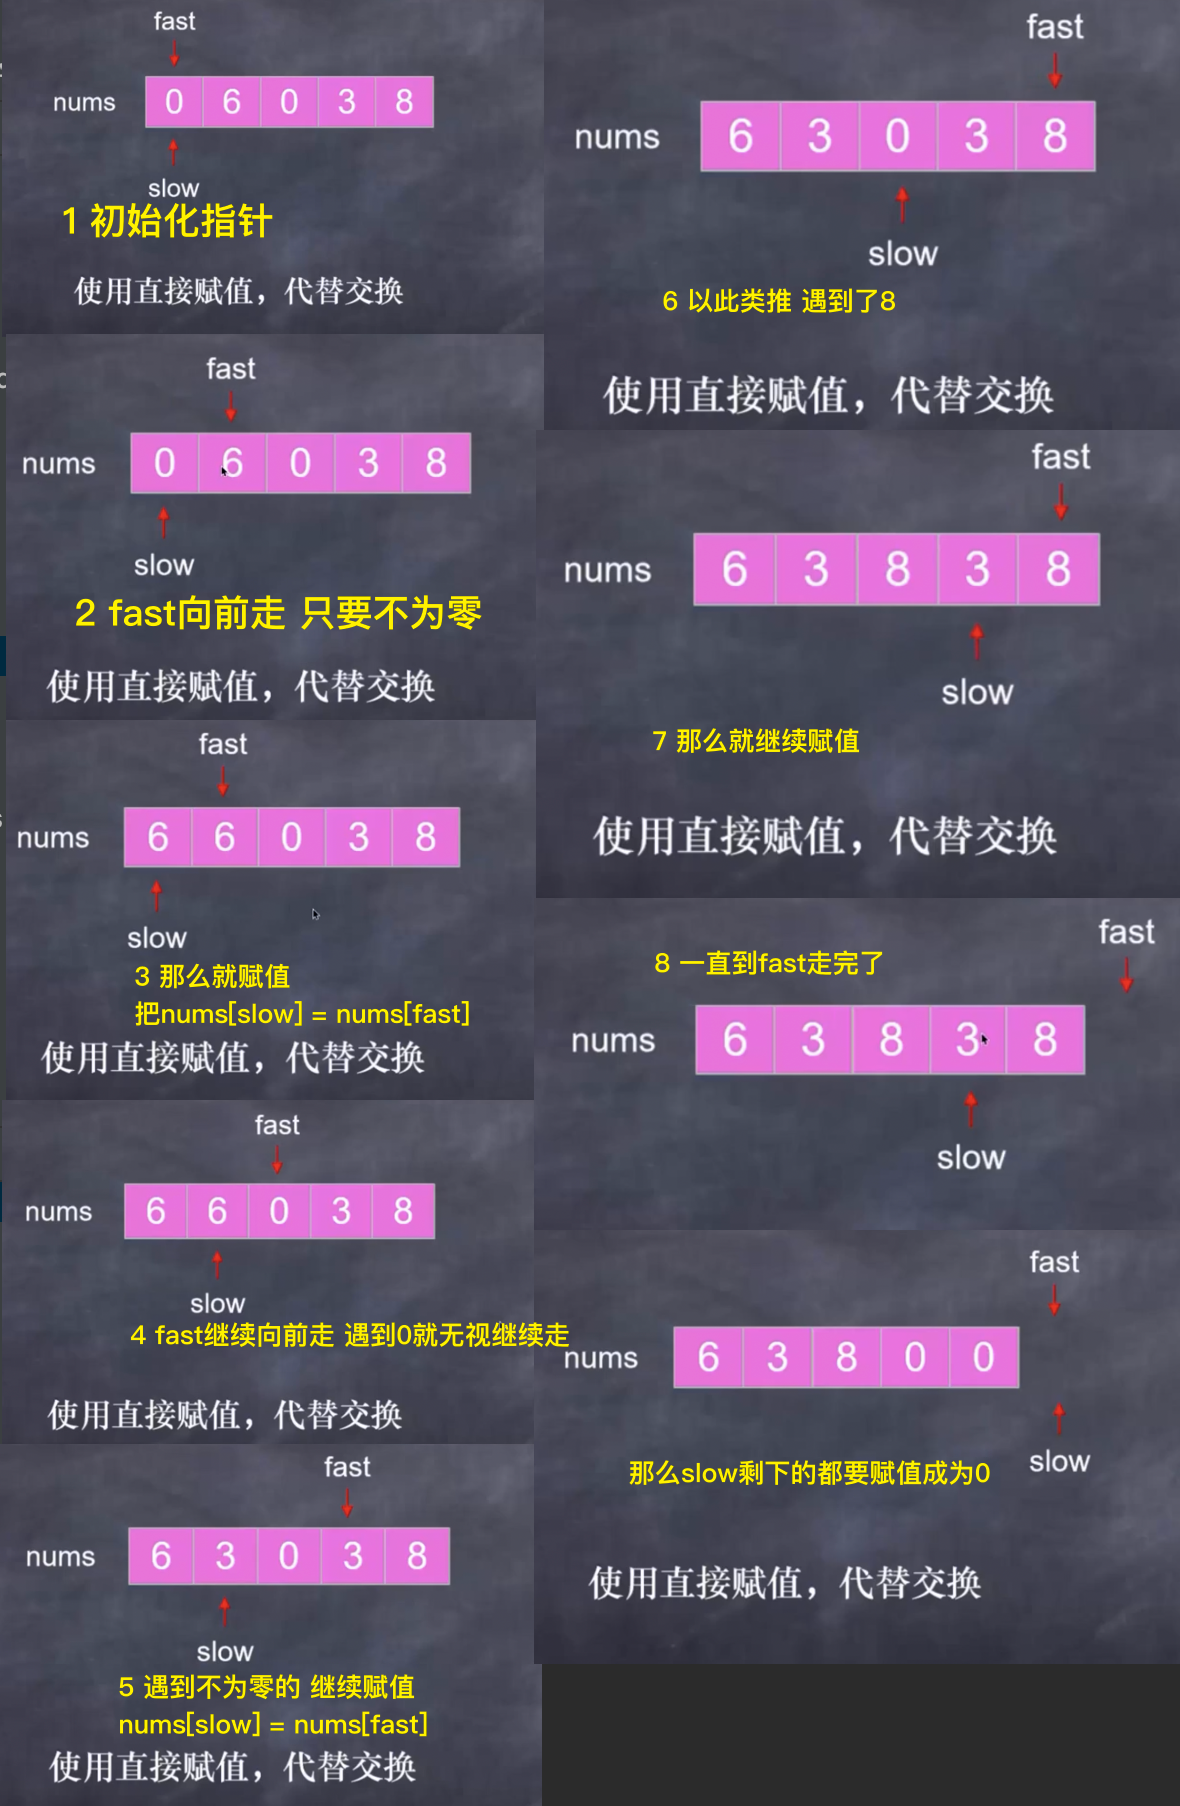 fast
nums 0 6 0 3 8
slow
1 初始化指针
使用直接赋值，代替交换
fast
nums 0 6 0 3 8
slow
2 fast向前走 只要不为零
使用直接赋值，代替交换
fast
nums 6 6 0 3 8
slow
3 那么就赋值
把nums[slow] = nums[fast]
使用直接赋值，代替交换
fast
nums 6 6 0 3 8
slow
4 fast继续向前走 遇到0就无视继续走
使用直接赋值，代替交换
fast
nums 6 3 0 3 8
slow
5 遇到不为零的 继续赋值
nums[slow] = nums[fast]
使用直接赋值，代替交换
fast
nums 6 3 0 3 8
slow
6 以此类推 遇到了8
使用直接赋值，代替交换
fast
nums 6 3 8 3 8
slow
7 那么就继续赋值
使用直接赋值，代替交换
fast
8 一直到fast走完了
nums 6 3 8 3 8
slow
fast
nums 6 3 8 0 0
slow
那么slow剩下的都要赋值成为0
使用直接赋值，代替交换